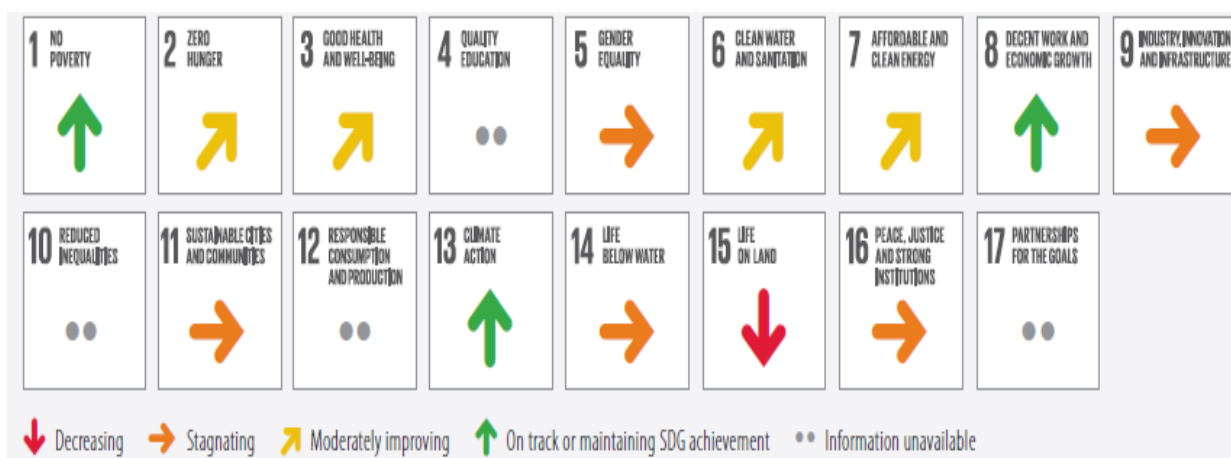 1 NO POVERTY
2 ZERO HUNGER
3 GOOD HEALTH AND WELL-BEING
4 QUALITY EDUCATION
5 GENDER EQUALITY
6 CLEAN WATER AND SANITATION
7 AFFORDABLE AND CLEAN ENERGY
8 DECENT WORK AND ECONOMIC GROWTH
9 INDUSTRY, INNOVATION AND INFRASTRUCTURE
10 REDUCED INEQUALITIES
11 SUSTAINABLE CITIES AND COMMUNITIES
12 RESPONSIBLE CONSUMPTION AND PRODUCTION
13 CLIMATE ACTION
14 LIFE BELOW WATER
15 LIFE ON LAND
16 PEACE, JUSTICE AND STRONG INSTITUTIONS
17 PARTNERSHIPS FOR THE GOALS
Decreasing Stagnating Moderately improving On track or maintaining SDG achievement Information unavailable